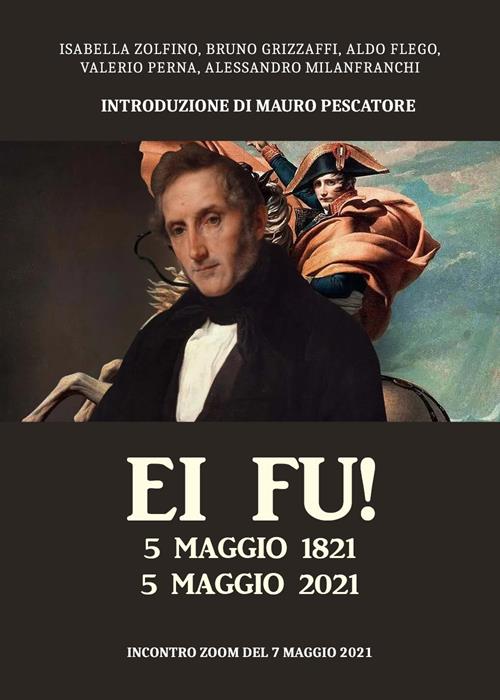 ISABELLA ZOLFINO, BRUNO GRIZZAFFI, ALDO FLEGO,
VALERIO PERNA, ALESSANDRO MILANFRANCHI
INTRODUZIONE DI MAURO PESCATORE
EI FU!
5 MAGGIO 1821
5 MAGGIO 2021
INCONTRO ZOOM DEL 7 MAGGIO 2021